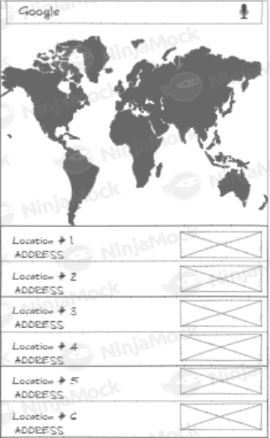 Google
Location # 1
ADDRESS
Location # 2
ADDRESS
Location # 3
ADDRESS
Location # 4
ADDRESS
Location # 5
ADDRESS
Location # 6
ADDRESS
NinjaMock